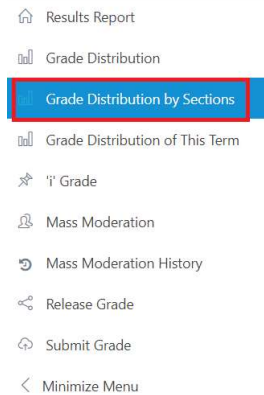 Results Report
Grade Distribution
Grade Distribution by Sections
Grade Distribution of This Term
'i' Grade
Mass Moderation
Mass Moderation History
Release Grade
Submit Grade
Minimize Menu